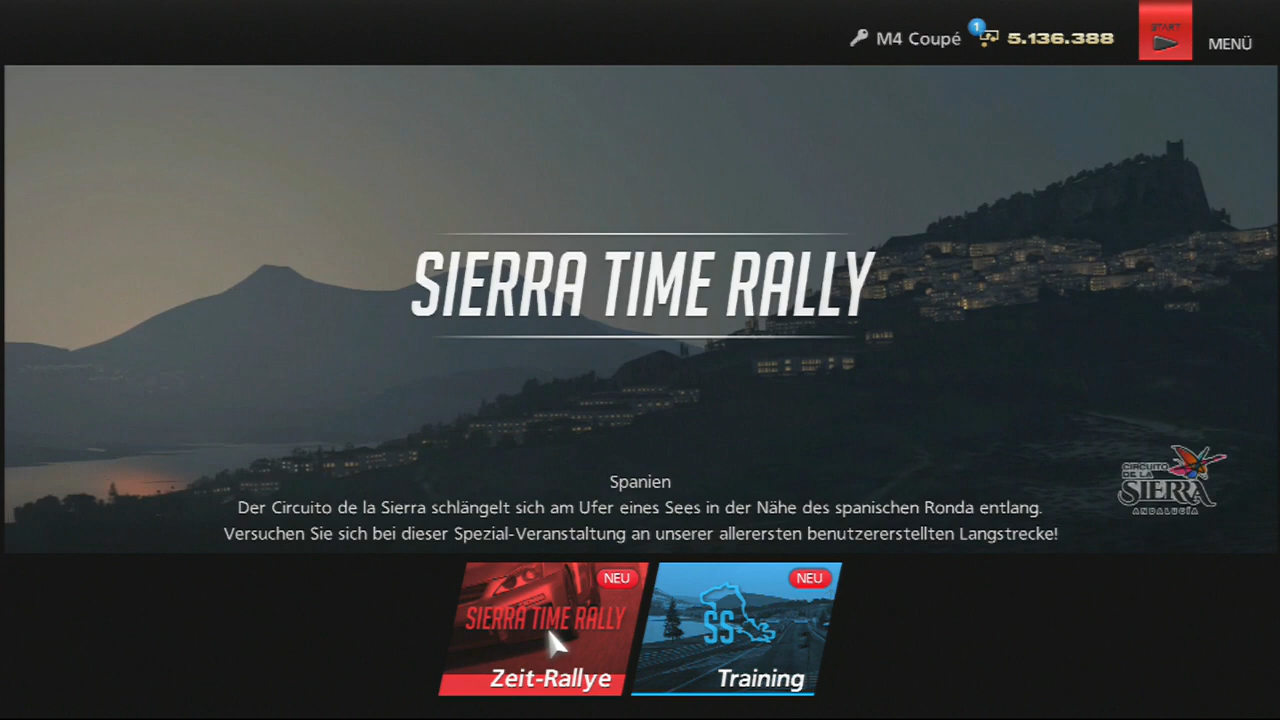 M4 Coupé
1
5.136.388
START
MENÜ
SIERRA TIME RALLY
Spanien
Der Circuito de la Sierra schlängelt sich am Ufer eines Sees in der Nähe des spanischen Ronda entlang.
Versuchen Sie sich bei dieser Spezial-Veranstaltung an unserer allerersten benutzererstellten Langstrecke!
CIRCUITO
DE LA
SIERRA
ANDALUCÍA
NEU
SIERRA TIME RALLY
Zeit-Rallye
NEU
SS
Training